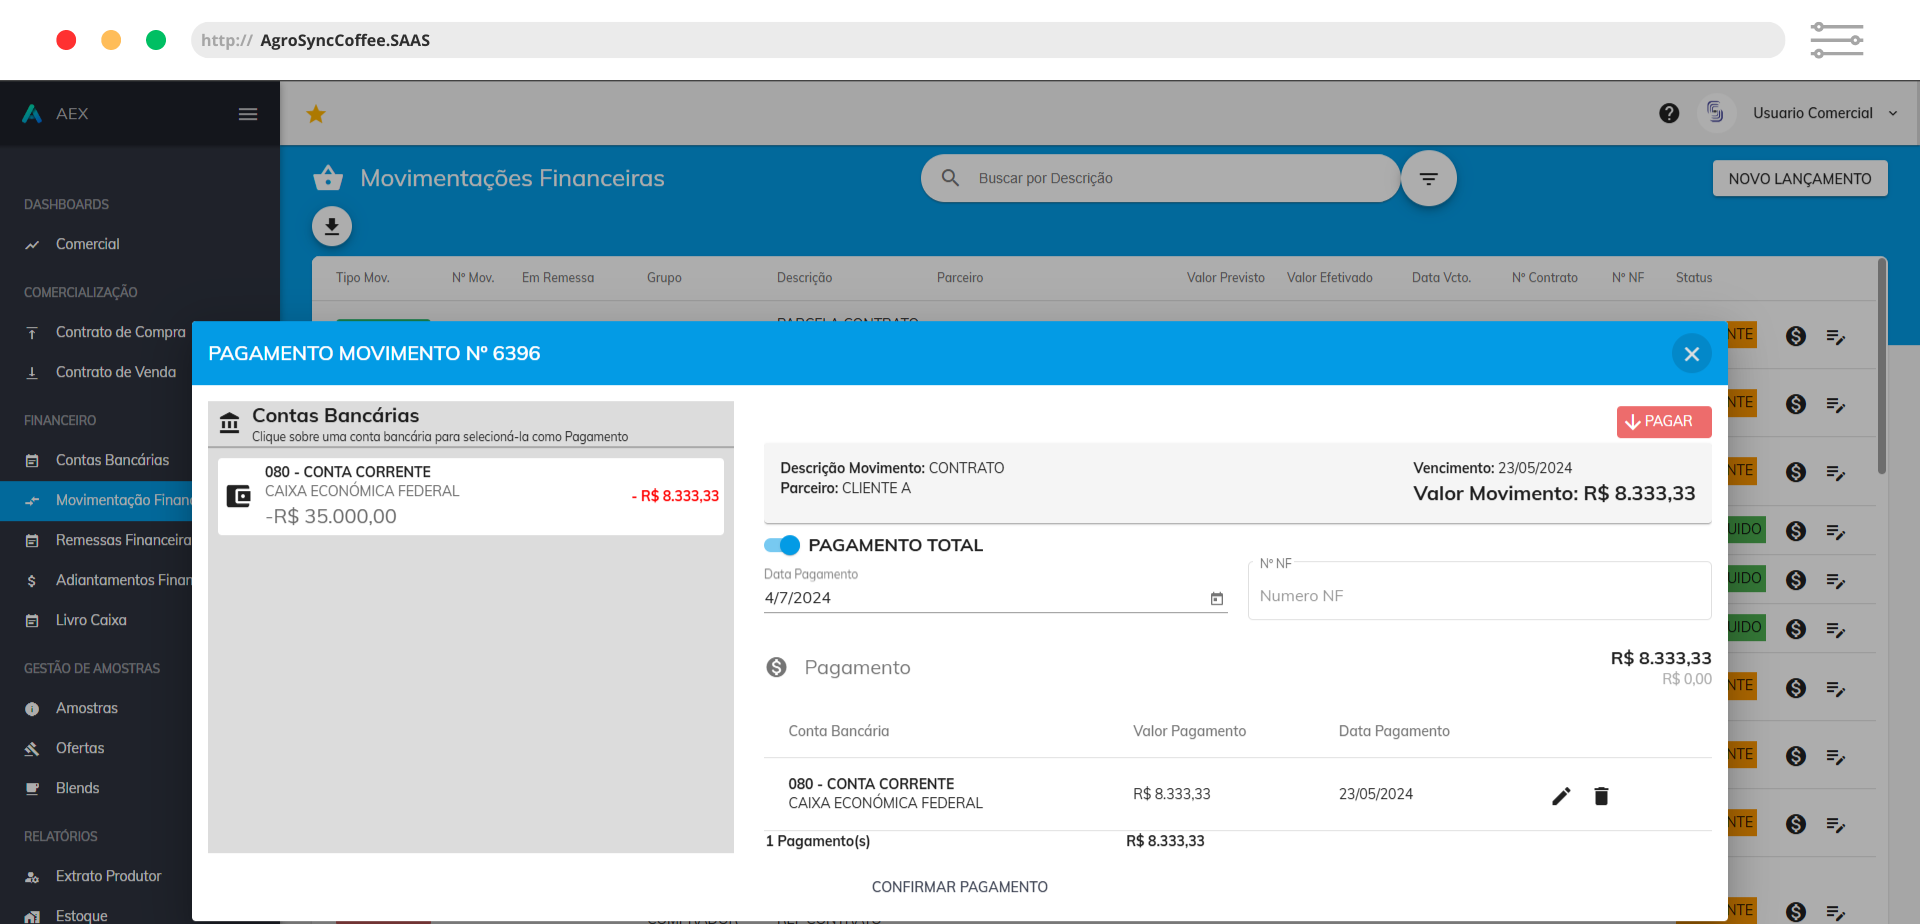 http:// AgroSyncCoffee.SAAS
AEX
Usuario Comercial
Movimentações Financeiras
Buscar por Descrição
NOVO LANÇAMENTO
DASHBOARDS
Comercial
COMERCIALIZAÇÃO
Contrato de Compra
Contrato de Venda
FINANCEIRO
Contas Bancárias
Movimentação Financ
Remessas Financeira
Adiantamentos Finan
Livro Caixa
GESTÃO DE AMOSTRAS
Amostras
Ofertas
Blends
RELATÓRIOS
Extrato Produtor
Estoque
Tipo Mov. Nº Mov. Em Remessa Grupo Descrição Parceiro Valor Previsto Valor Efetivado Data Vcto. Nº Contrato Nº NF Status
PARCELA CONTRATO
NTE
NTE
NTE
UIDO
UIDO
UIDO
NTE
NTE
NTE
NTE
PAGAMENTO MOVIMENTO Nº 6396
Contas Bancárias
Clique sobre uma conta bancária para selecioná-la como Pagamento
080 - CONTA CORRENTE
CAIXA ECONÓMICA FEDERAL
- R$ 8.333,33
-R$ 35.000,00
PAGAR
Descrição Movimento: CONTRATO
Parceiro: CLIENTE A
Vencimento: 23/05/2024
Valor Movimento: R$ 8.333,33
PAGAMENTO TOTAL
Data Pagamento
4/7/2024
Nº NF
Numero NF
Pagamento
R$ 8.333,33
R$ 0,00
Conta Bancária Valor Pagamento Data Pagamento
080 - CONTA CORRENTE
CAIXA ECONÓMICA FEDERAL
R$ 8.333,33 23/05/2024
1 Pagamento(s) R$ 8.333,33
CONFIRMAR PAGAMENTO